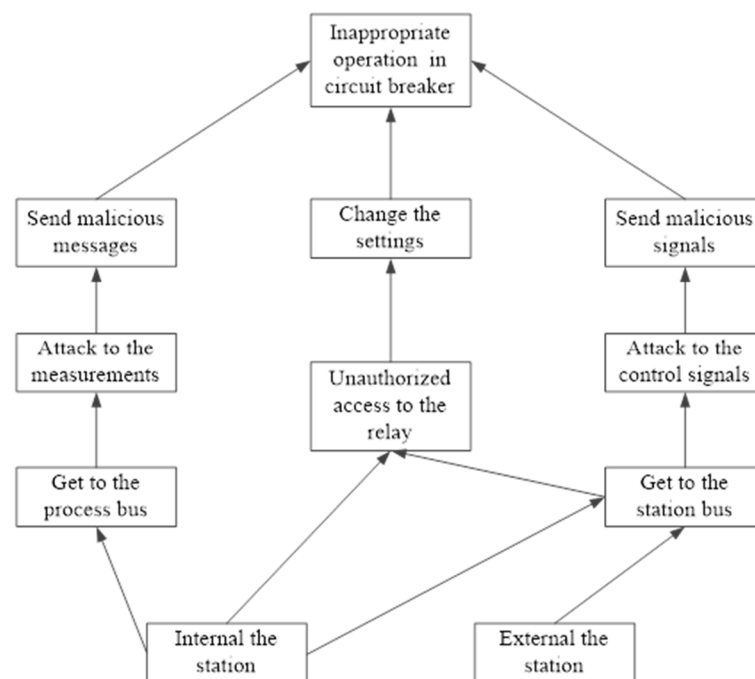 Inappropriate
operation in
circuit breaker
Send malicious
messages
Change the
settings
Send malicious
signals
Attack to the
measurements
Unauthorized
access to the
relay
Attack to the
control signals
Get to the
process bus
Get to the
station bus
Internal the
station
External the
station